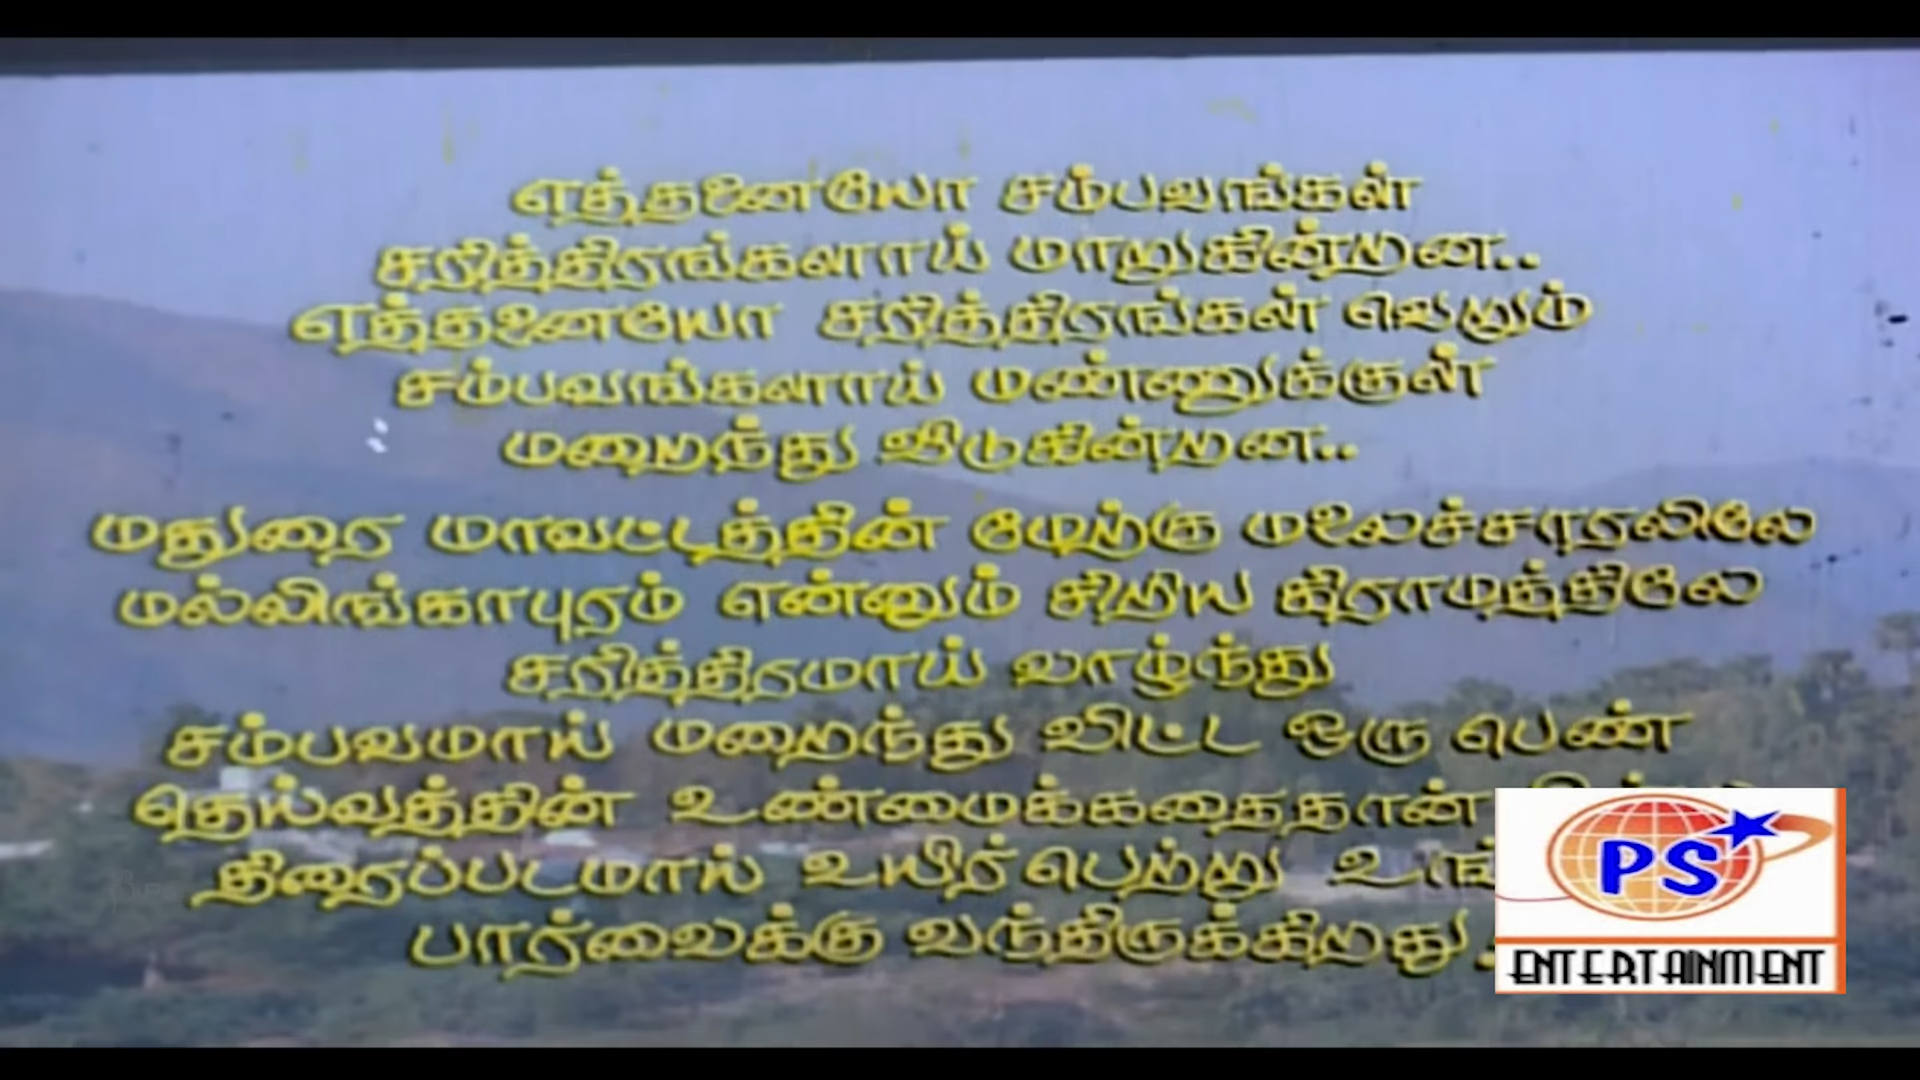 எத்தனையோ சம்பவங்கள்
சரித்திரங்களாய் மாறுகின்றன..
எத்தனையோ சரித்திரங்கள் வெறும்
சம்பவங்களாய் மண்ணுக்குள்
மறைந்து விடுகின்றன..
மதுரை மாவட்டத்தின் மேற்கு மலைச்சாரலிலே
மல்லிங்காபுரம் என்னும் சிறிய கிராமத்திலே
சரித்திரமாய் வாழ்ந்து
சம்பவமாய் மறைந்து விட்ட ஒரு பெண்
தெய்வத்தின் உண்மைக்கதைதான்
திரைப்படமாய் உயிர்பெற்று
பார்வைக்கு வந்திருக்கிறது.
PS
ENTERTAINMENT